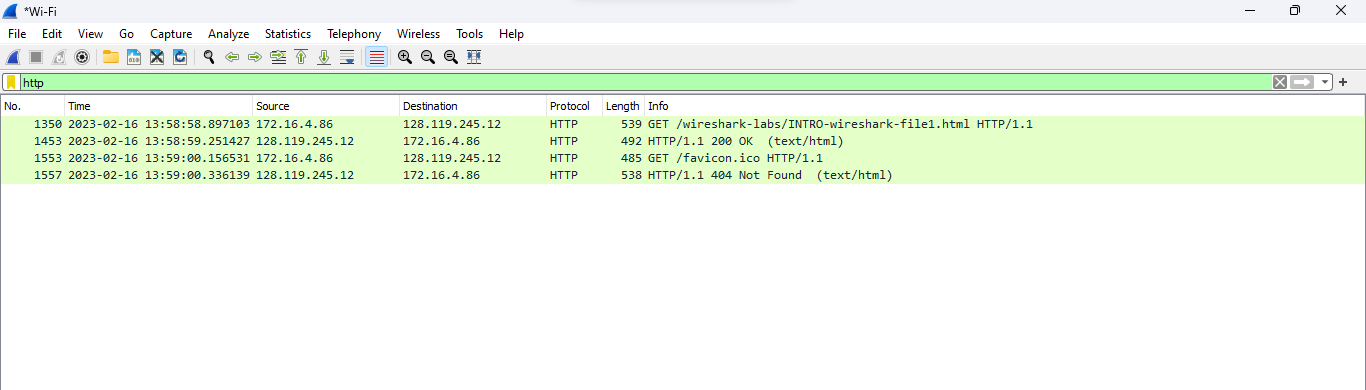 *Wi-Fi
File Edit View Go Capture Analyze Statistics Telephony Wireless Tools Help
http
No. Time Source Destination Protocol Length Info
1350 2023-02-16 13:58:58.897103 172.16.4.86 128.119.245.12 HTTP 539 GET /wireshark-labs/INTRO-wireshark-file1.html HTTP/1.1
1453 2023-02-16 13:58:59.251427 128.119.245.12 172.16.4.86 HTTP 492 HTTP/1.1 200 OK (text/html)
1553 2023-02-16 13:59:00.156531 172.16.4.86 128.119.245.12 HTTP 485 GET /favicon.ico HTTP/1.1
1557 2023-02-16 13:59:00.336139 128.119.245.12 172.16.4.86 HTTP 538 HTTP/1.1 404 Not Found (text/html)